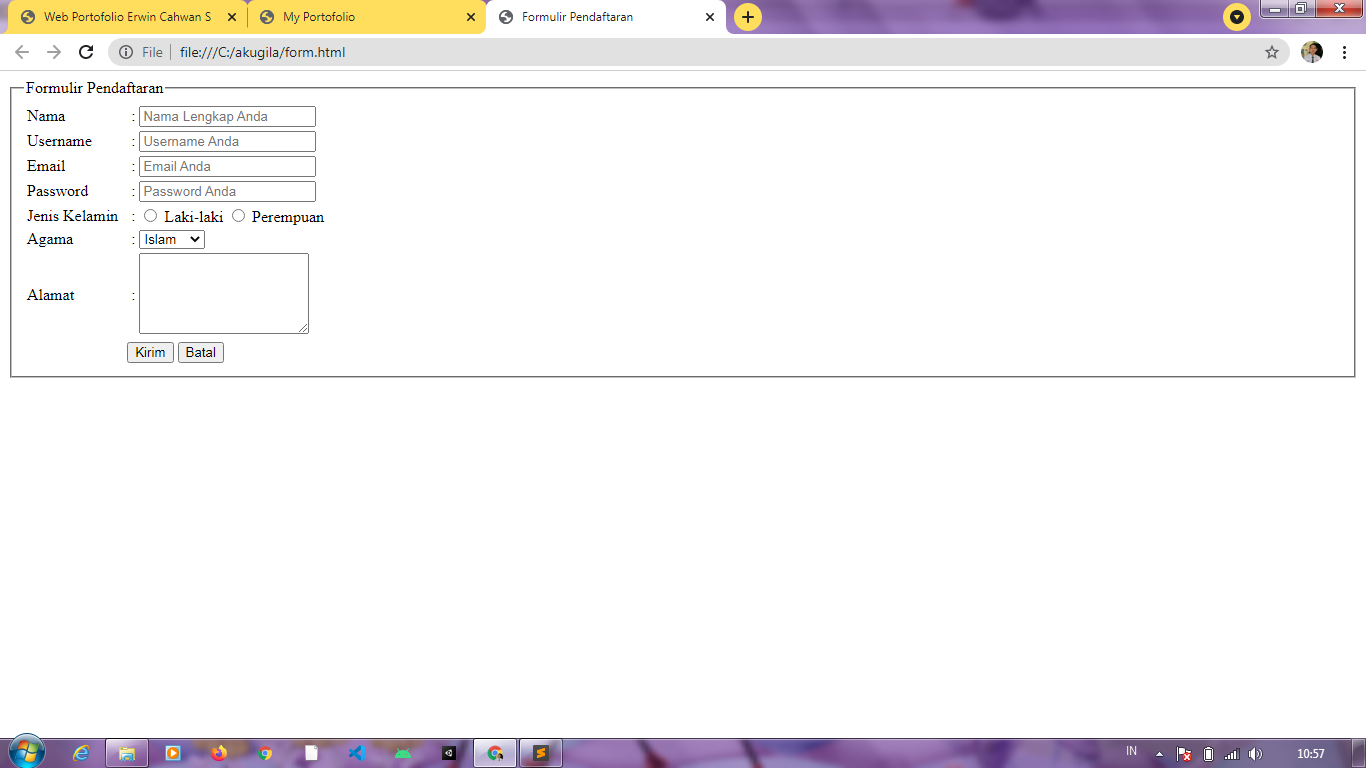 Web Portofolio Erwin Cahwan S
My Portofolio
Formulir Pendaftaran
File
file:///C:/akugila/form.html
Formulir Pendaftaran
Nama : Nama Lengkap Anda
Username : Username Anda
Email : Email Anda
Password : Password Anda
Jenis Kelamin : Laki-laki Perempuan
Agama : Islam
Alamat :
Kirim Batal
IN
10:57